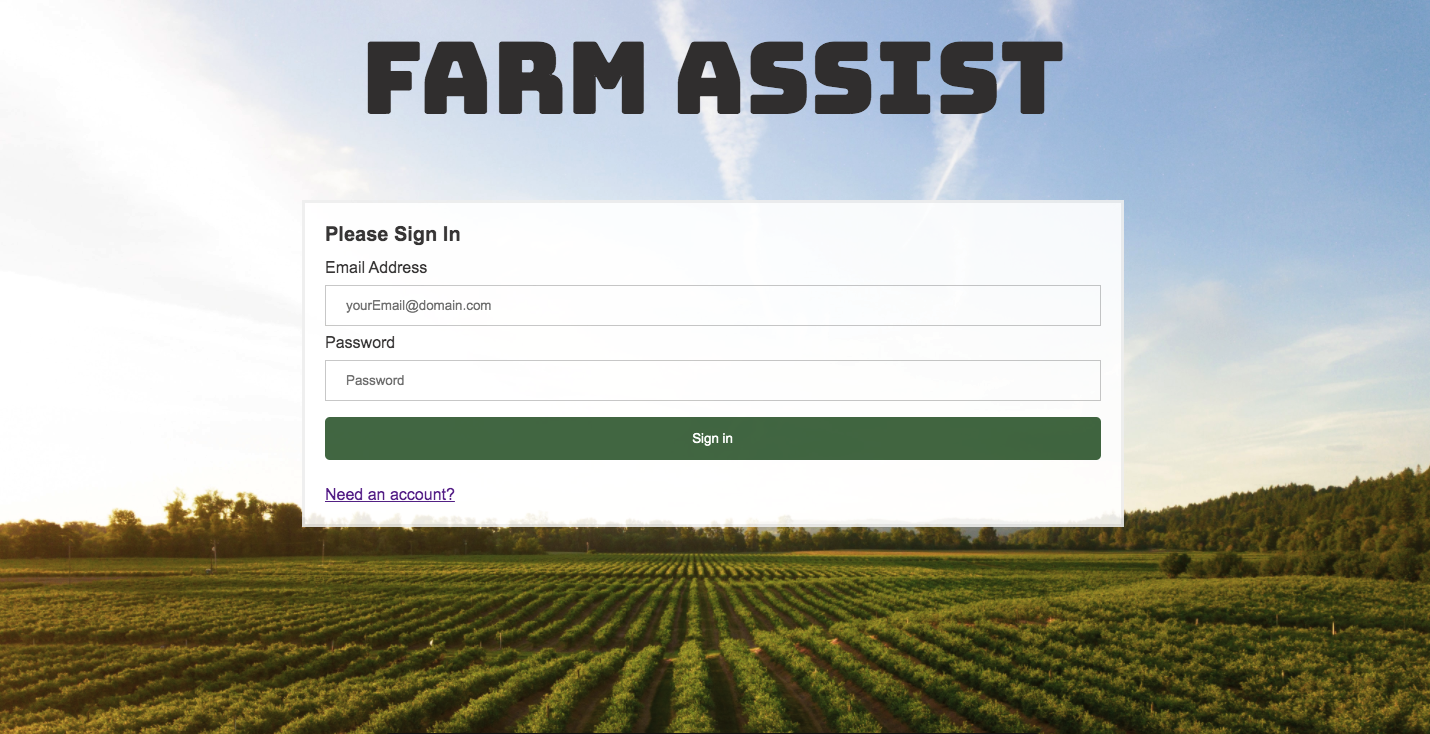 FARM ASSIST
Please Sign In
Email Address
yourEmail@domain.com
Password
Password
Sign in
Need an account?